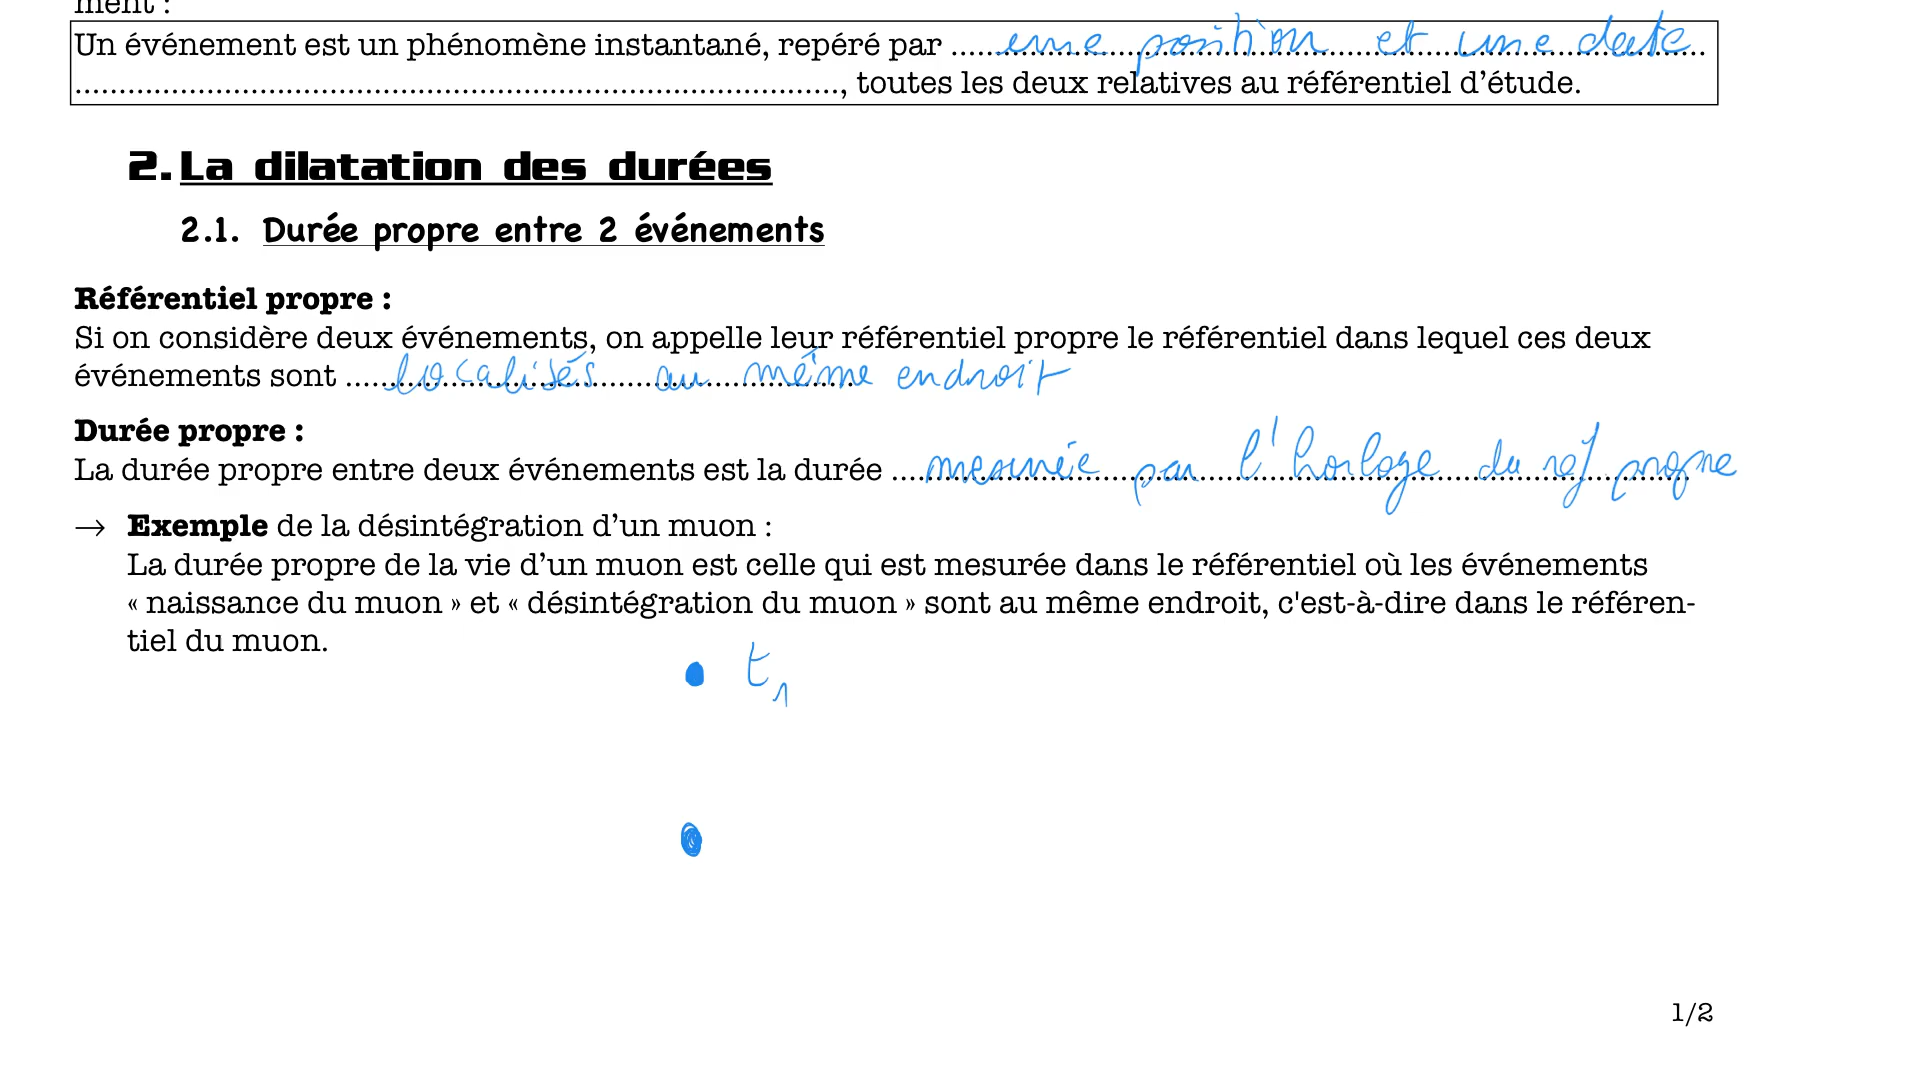 ment :
Un événement est un phénomène instantané, repéré par ...... une position et une date
......, toutes les deux relatives au référentiel d’étude.
2. La dilatation des durées
2.1. Durée propre entre 2 événements
Référentiel propre :
Si on considère deux événements, on appelle leur référentiel propre le référentiel dans lequel ces deux
événements sont ...... localisés au même endroit
Durée propre :
La durée propre entre deux événements est la durée ...... mesurée par l'horloge du réf propre
→ Exemple de la désintégration d’un muon :
La durée propre de la vie d’un muon est celle qui est mesurée dans le référentiel où les événements
« naissance du muon » et « désintégration du muon » sont au même endroit, c'est-à-dire dans le référen-
tiel du muon.
t₁
1/2